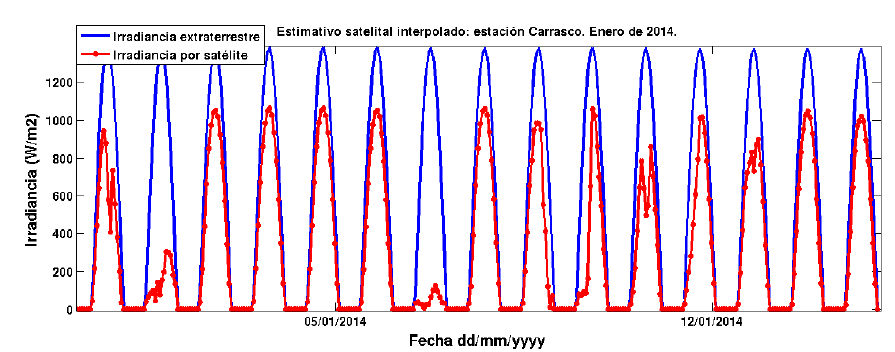 Estimativo satelital interpolado: estación Carrasco. Enero de 2014.
Irradiancia extraterrestre
Irradiancia por satélite
Irradiancia (W/m2)
1200
1000
800
600
400
200
0
05/01/2014
12/01/2014
Fecha dd/mm/yyyy